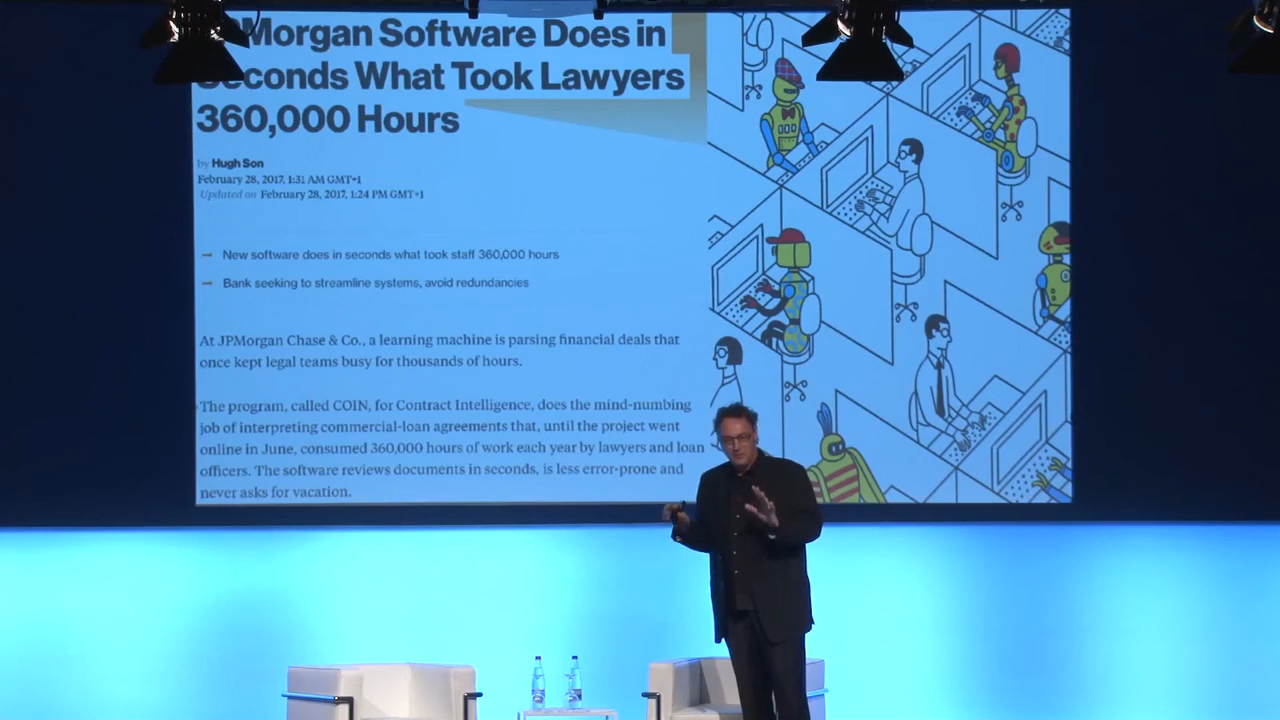 Morgan Software Does in
Seconds What Took Lawyers
360,000 Hours
by Hugh Son
February 28, 2017, 1:31 AM GMT+1
Updated on February 28, 2017, 1:24 PM GMT+1
→ New software does in seconds what took staff 360,000 hours
→ Bank seeking to streamline systems, avoid redundancies
At JPMorgan Chase & Co., a learning machine is parsing financial deals that
once kept legal teams busy for thousands of hours.
The program, called COIN, for Contract Intelligence, does the mind-numbing
job of interpreting commercial-loan agreements that, until the project went
online in June, consumed 360,000 hours of work each year by lawyers and loan
officers. The software reviews documents in seconds, is less error-prone and
never asks for vacation.